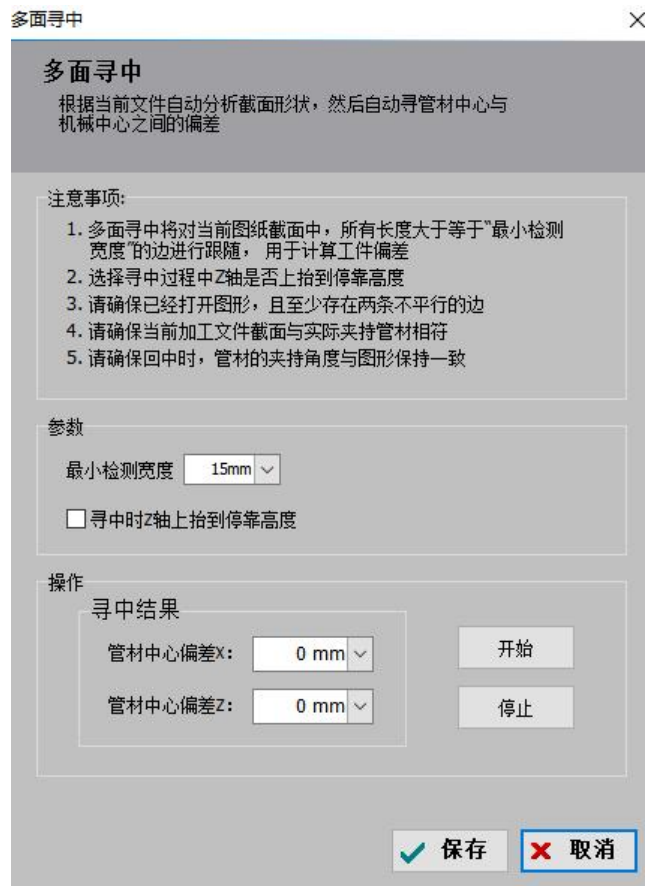 多面寻中
多面寻中
根据当前文件自动分析截面形状，然后自动寻管材中心与
机械中心之间的偏差
注意事项:
1. 多面寻中将对当前图纸截面中，所有长度大于等于“最小检测
宽度”的边进行跟随， 用于计算工件偏差
2. 选择寻中过程中Z轴是否上抬到停靠高度
3. 请确保已经打开图形，且至少存在两条不平行的边
4. 请确保当前加工文件截面与实际夹持管材相符
5. 请确保回中时，管材的夹持角度与图形保持一致
参数
最小检测宽度 15mm
寻中时Z轴上抬到停靠高度
操作
寻中结果
管材中心偏差X: 0 mm 开始
管材中心偏差Z: 0 mm 停止
保存 取消